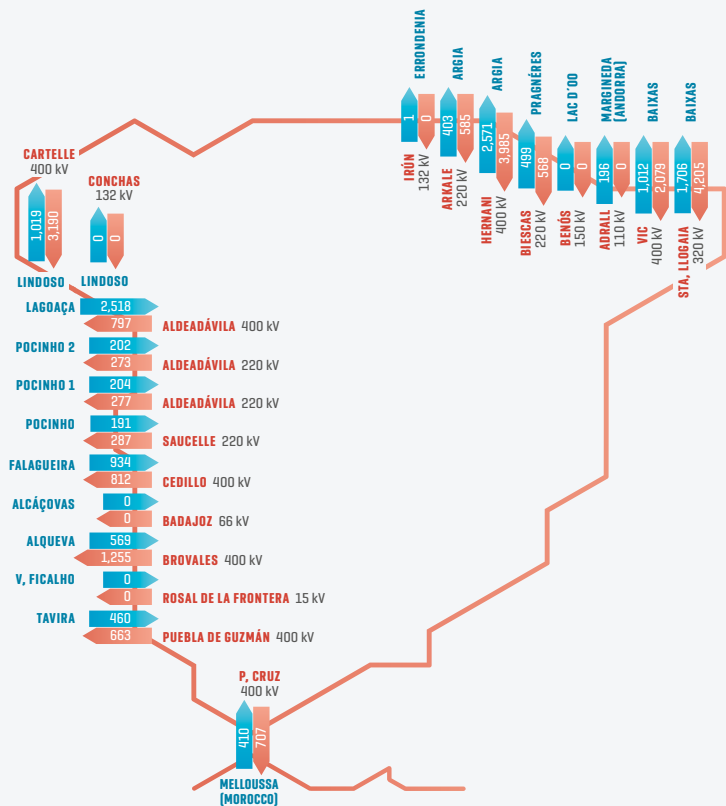 ERRONDENIA
ARGIA
ARGIA
PRAGNÉRES
LAC D'OO
MARGINEDA
(ANDORRA)
BAIXAS
BAIXAS
1
0
403
585
2,571
3,985
499
568
0
0
196
0
1,012
2,079
1,706
4,205
IRÚN
132 kV
ARKALE
220 kV
HERNANI
400 kV
BIESCAS
220 kV
BENÓS
150 kV
ADRALL
110 kV
VIC
400 kV
STA, LLOGAIA
320 kV
CARTELLE
400 kV
1,019
3,190
LINDOSO
CONCHAS
132 kV
0
0
LINDOSO
LAGOAÇA 2,518
797 ALDEADÁVILA 400 kV
POCINHO 2 202
273 ALDEADÁVILA 220 kV
POCINHO 1 204
277 ALDEADÁVILA 220 kV
POCINHO 191
287 SAUCELLE 220 kV
FALAGUEIRA 934
812 CEDILLO 400 kV
ALCÁÇOVAS 0
0 BADAJOZ 66 kV
ALQUEVA 569
1,255 BROVALES 400 kV
V, FICALHO 0
0 ROSAL DE LA FRONTERA 15 kV
TAVIRA 460
663 PUEBLA DE GUZMÁN 400 kV
P, CRUZ
400 kV
410
707
MELLOUSSA
(MOROCCO)